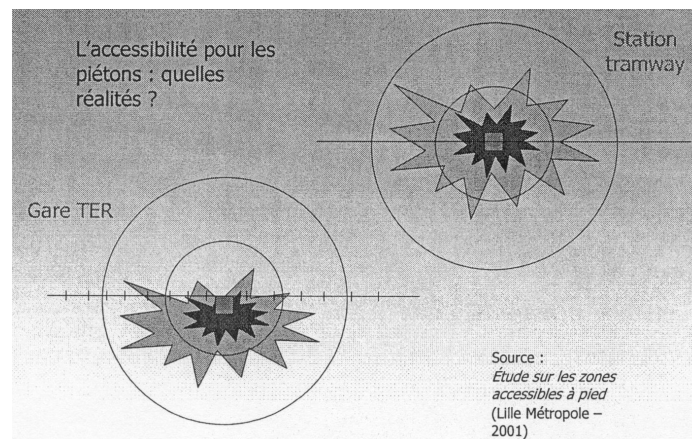 L'accessibilité pour les
piétons : quelles
réalités ?
Station
tramway
Gare TER
Source :
Étude sur les zones
accessibles à pied
(Lille Métropole –
2001)